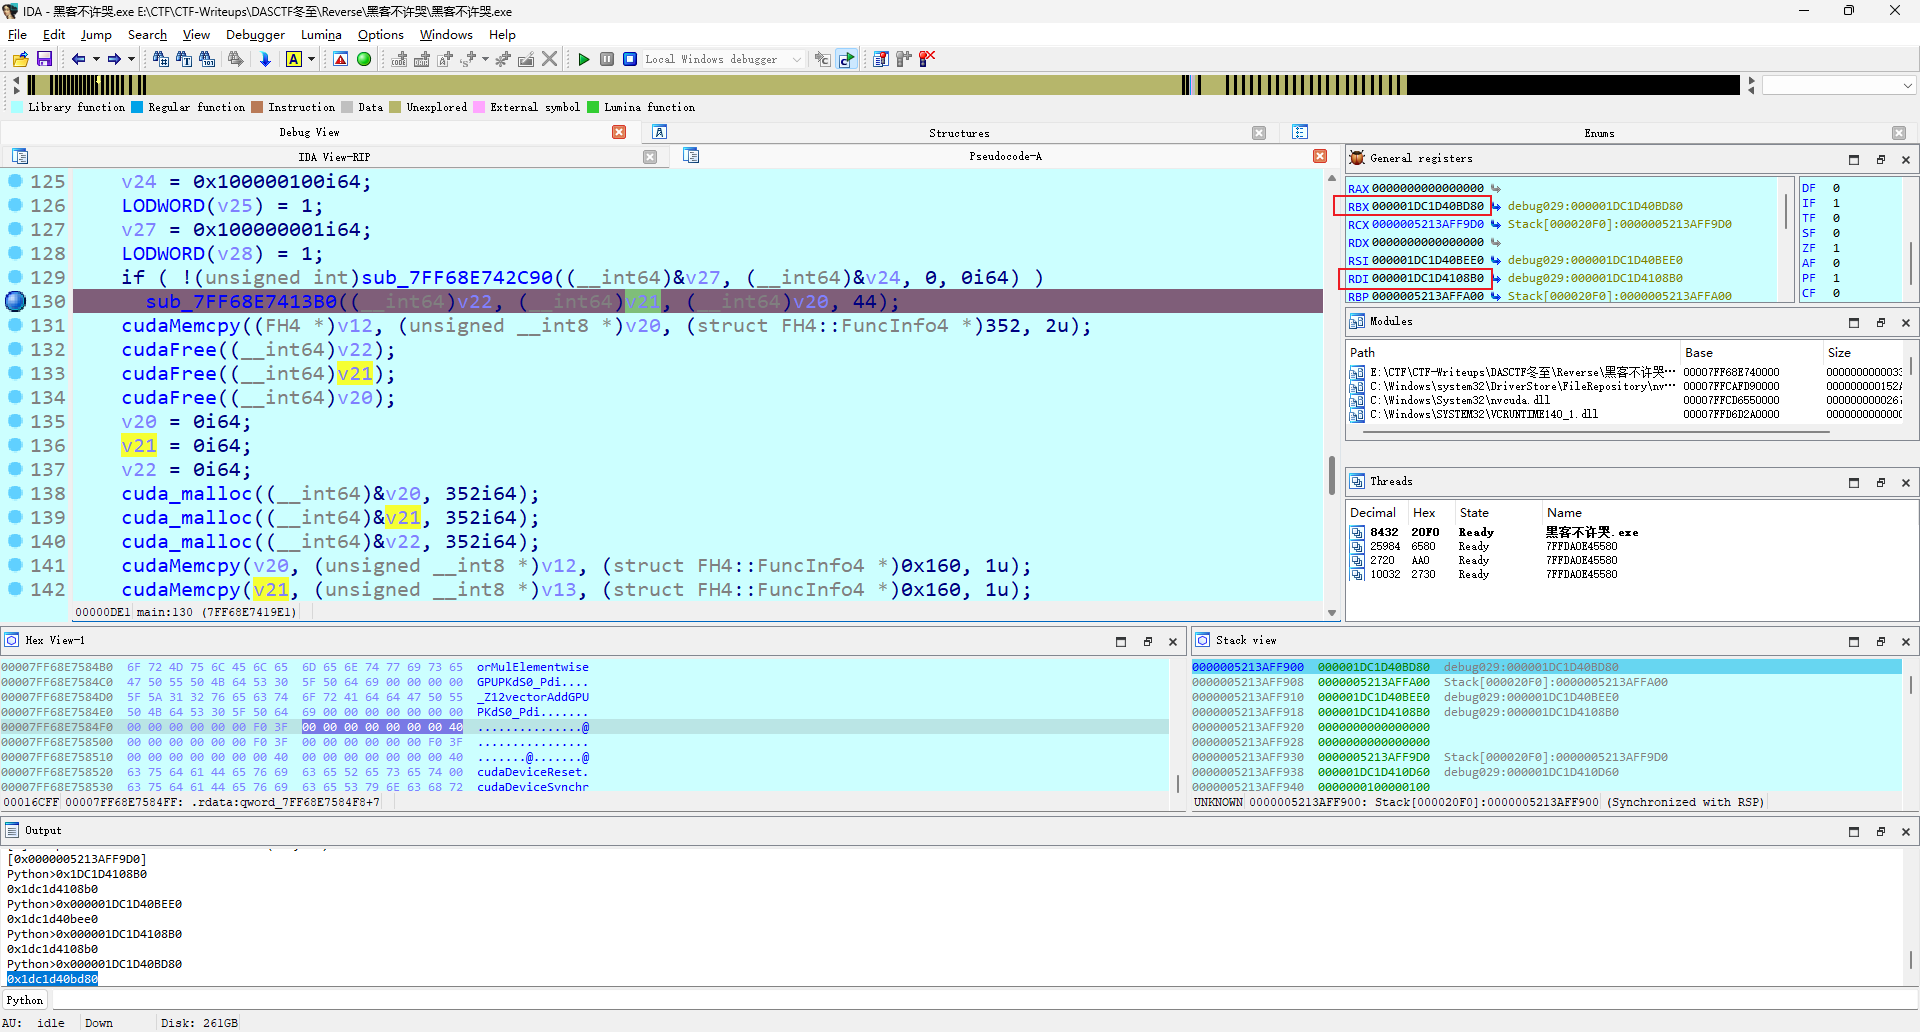 IDA - 黑客不许哭.exe E:\CTF\CTF-Writeups\DASCTF冬至\Reverse\黑客不许哭\黑客不许哭.exe
File Edit Jump Search View Debugger Lumina Options Windows Help
Local Windows debugger
Library function Regular function Instruction Data Unexplored External symbol Lumina function
Debug View Structures Enums
IDA View-RIP Pseudocode-A
125 v24 = 0x100000100i64;
126 LODWORD(v25) = 1;
127 v27 = 0x100000001i64;
128 LODWORD(v28) = 1;
129 if ( !(unsigned int)sub_7FF68E742C90((__int64)&v27, (__int64)&v24, 0, 0i64) )
130 sub_7FF68E7413B0((__int64)v22, (__int64)v21, (__int64)v20, 44);
131 cudaMemcpy((FH4 *)v12, (unsigned __int8 *)v20, (struct FH4::FuncInfo4 *)352, 2u);
132 cudaFree((__int64)v22);
133 cudaFree((__int64)v21);
134 cudaFree((__int64)v20);
135 v20 = 0i64;
136 v21 = 0i64;
137 v22 = 0i64;
138 cuda_malloc((__int64)&v20, 352i64);
139 cuda_malloc((__int64)&v21, 352i64);
140 cuda_malloc((__int64)&v22, 352i64);
141 cudaMemcpy(v20, (unsigned __int8 *)v12, (struct FH4::FuncInfo4 *)0x160, 1u);
142 cudaMemcpy(v21, (unsigned __int8 *)v13, (struct FH4::FuncInfo4 *)0x160, 1u);
00000DE1 main:130 (7FF68E7419E1)
General registers
RAX 0000000000000000
RBX 000001DC1D40BD80 debug029:000001DC1D40BD80
RCX 0000005213AFF9D0 Stack[000020F0]:0000005213AFF9D0
RDX 0000000000000000
RSI 000001DC1D40BEE0 debug029:000001DC1D40BEE0
RDI 000001DC1D4108B0 debug029:000001DC1D4108B0
RBP 0000005213AFFA00 Stack[000020F0]:0000005213AFFA00
DF 0
IF 1
TF 0
SF 0
ZF 1
AF 0
PF 1
CF 0
Modules
Path Base Size
E:\CTF\CTF-Writeups\DASCTF冬至\Reverse\黑客不许哭··· 00007FF68E740000 000000000033
C:\Windows\system32\DriverStore\FileRepository\nv··· 00007FFCAFD90000 000000000152A
C:\Windows\System32\nvcuda.dll 00007FFCD6550000 000000000267
C:\Windows\SYSTEM32\VCRUNTIME140_1.dll 00007FFD6D2A0000 000000000000
Threads
Decimal Hex State Name
8432 20F0 Ready 黑客不许哭.exe
25984 6580 Ready 7FFDA0E45580
2720 AA0 Ready 7FFDA0E45580
10032 2730 Ready 7FFDA0E45580
Hex View-1
00007FF68E7584B0 6F 72 4D 75 6C 45 6C 65 6D 65 6E 74 77 69 73 65 orMulElementwise
00007FF68E7584C0 47 50 55 50 4B 64 53 30 5F 50 64 69 00 00 00 00 GPUPKdS0_Pdi....
00007FF68E7584D0 5F 5A 31 32 76 65 63 74 6F 72 41 64 64 47 50 55 _Z12vectorAddGPU
00007FF68E7584E0 50 4B 64 53 30 5F 50 64 69 00 00 00 00 00 00 00 PKdS0_Pdi.......
00007FF68E7584F0 00 00 00 00 00 00 F0 3F 00 00 00 00 00 00 00 40 ...............@
00007FF68E758500 00 00 00 00 00 00 F0 3F 00 00 00 00 00 00 F0 3F ................
00007FF68E758510 00 00 00 00 00 00 00 40 00 00 00 00 00 00 00 40 .......@.......@
00007FF68E758520 63 75 64 61 44 65 76 69 63 65 52 65 73 65 74 00 cudaDeviceReset.
00007FF68E758530 63 75 64 61 44 65 76 69 63 65 53 79 6E 63 68 72 cudaDeviceSynchr
00016CFF 00007FF68E7584FF: .rdata:qword_7FF68E7584F8+7
Stack view
0000005213AFF900 000001DC1D40BD80 debug029:000001DC1D40BD80
0000005213AFF908 0000005213AFFA00 Stack[000020F0]:0000005213AFFA00
0000005213AFF910 000001DC1D40BEE0 debug029:000001DC1D40BEE0
0000005213AFF918 000001DC1D4108B0 debug029:000001DC1D4108B0
0000005213AFF920 0000000000000000
0000005213AFF928 0000000000000000
0000005213AFF930 0000005213AFF9D0 Stack[000020F0]:0000005213AFF9D0
0000005213AFF938 000001DC1D410D60 debug029:000001DC1D410D60
0000005213AFF940 0000000100000100
UNKNOWN 0000005213AFF900: Stack[000020F0]:0000005213AFF900 (Synchronized with RSP)
Output
[0x0000005213AFF9D0]
Python>0x1DC1D4108B0
0x1dc1d4108b0
Python>0x000001DC1D40BEE0
0x1dc1d40bee0
Python>0x000001DC1D4108B0
0x1dc1d4108b0
Python>0x000001DC1D40BD80
0x1dc1d40bd80
Python
AU: idle Down Disk: 261GB